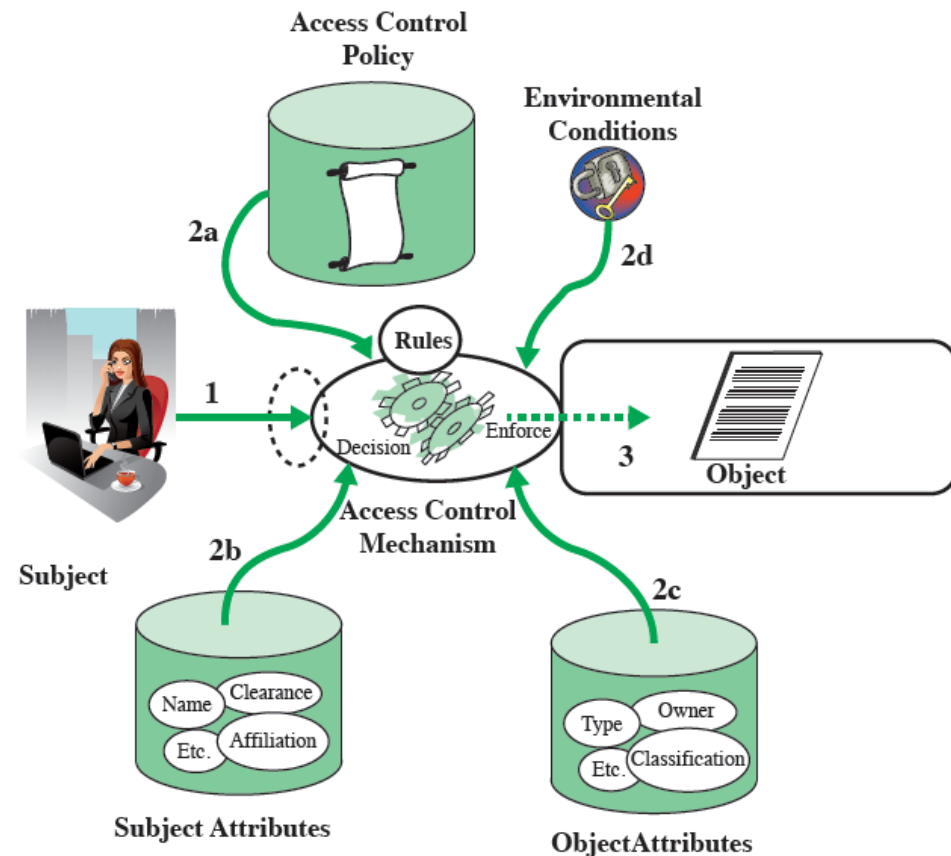 Access Control
Policy
Environmental
Conditions
2a
2d
Rules
1
Decision
Enforce
3
Object
Access Control
Mechanism
Subject
2b
2c
Name
Clearance
Etc.
Affiliation
Type
Owner
Etc.
Classification
Subject Attributes
ObjectAttributes